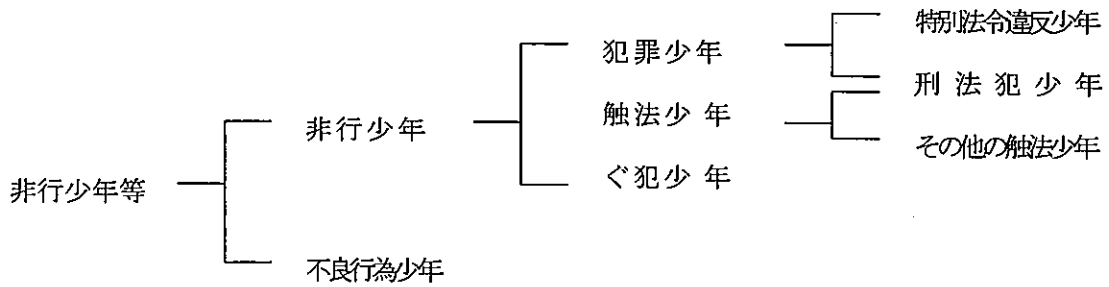 特別法令違反少年
犯罪少年
刑法犯少年
触法少年
非行少年
その他の触法少年
ぐ犯少年
非行少年等
不良行為少年